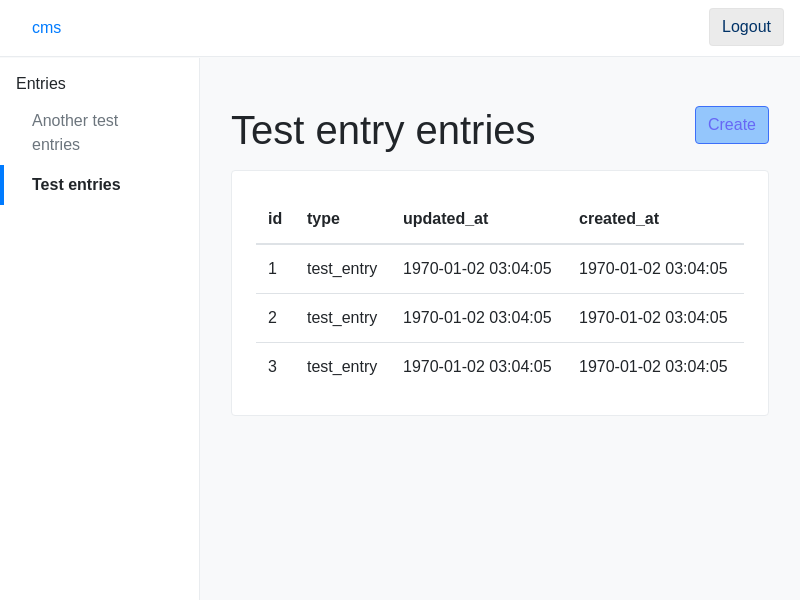 cms
Logout
Entries
Another test
entries
Test entries
Test entry entries
Create
id type updated_at created_at
1 test_entry 1970-01-02 03:04:05 1970-01-02 03:04:05
2 test_entry 1970-01-02 03:04:05 1970-01-02 03:04:05
3 test_entry 1970-01-02 03:04:05 1970-01-02 03:04:05